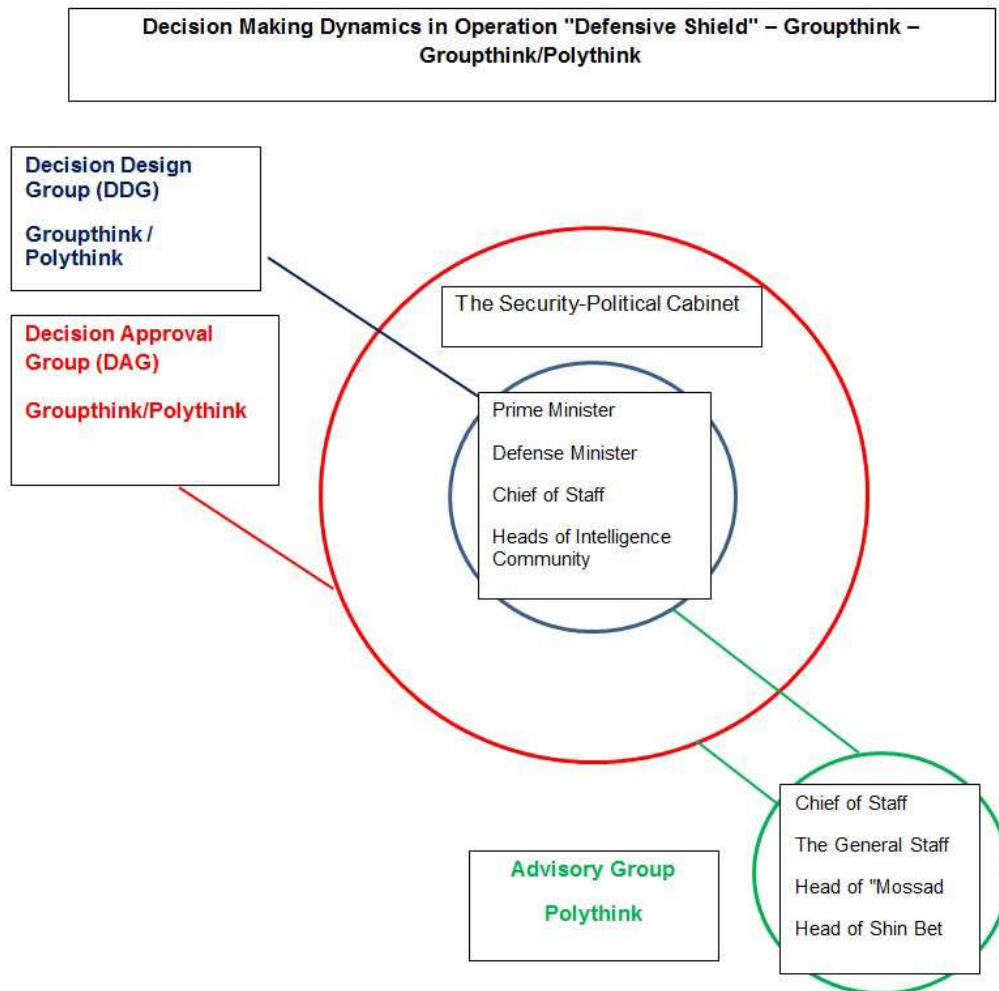 Decision Making Dynamics in Operation "Defensive Shield" – Groupthink –
Groupthink/Polythink
Decision Design
Group (DDG)
Groupthink /
Polythink
Decision Approval
Group (DAG)
Groupthink/Polythink
The Security-Political Cabinet
Prime Minister
Defense Minister
Chief of Staff
Heads of Intelligence
Community
Advisory Group
Polythink
Chief of Staff
The General Staff
Head of "Mossad
Head of Shin Bet